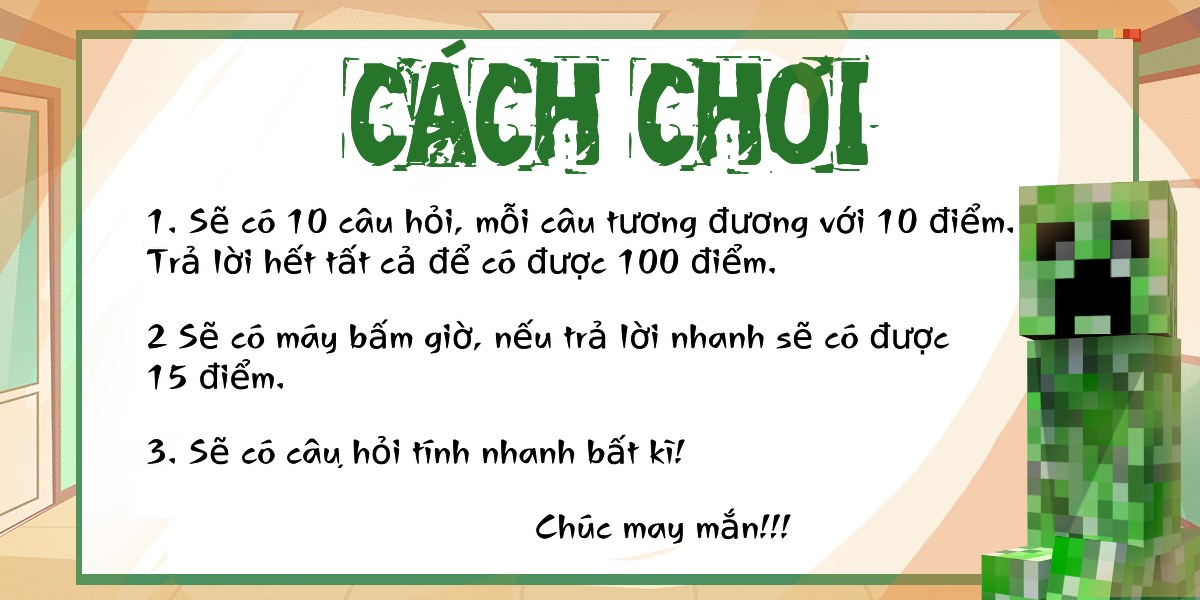 CÁCH CHƠI
1. Sẽ có 10 câu hỏi, mỗi câu tương đương với 10 điểm.
Trả lời hết tất cả để có được 100 điểm.
2 Sẽ có máy bấm giờ, nếu trả lời nhanh sẽ có được
15 điểm.
3. Sẽ có câu hỏi tính nhanh bất kì!
Chúc may mắn!!!